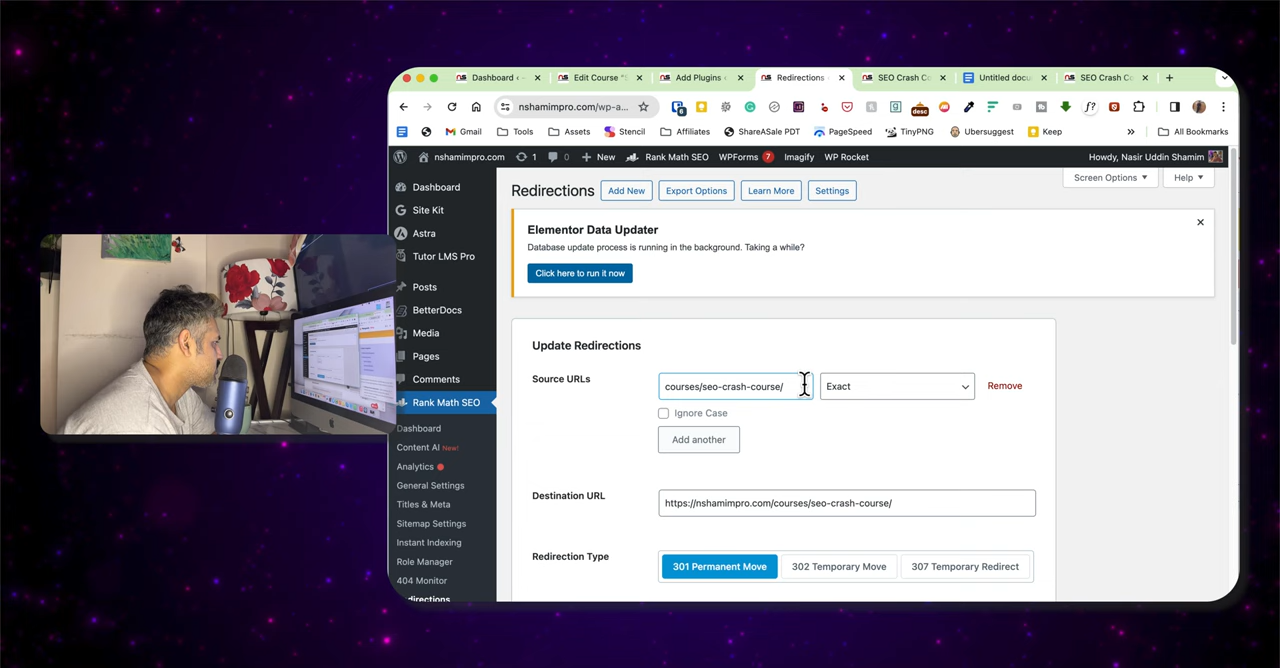 Dashboard ‹ -
Edit Course "S
Add Plugins ‹
Redirections ‹
SEO Crash Co
Untitled docu
SEO Crash Co
nshamimpro.com/wp-a...
desc
f?
Gmail
Tools
Assets
Stencil
Affiliates
ShareASale PDT
PageSpeed
TinyPNG
Ubersuggest
Keep
»
All Bookmarks
nshamimpro.com
1
0
New
Rank Math SEO
WPForms 7
Imagify
WP Rocket
Howdy, Nasir Uddin Shamim
Dashboard
Site Kit
Astra
Tutor LMS Pro
Posts
BetterDocs
Media
Pages
Comments
Rank Math SEO
Dashboard
Content AI New!
Analytics
General Settings
Titles & Meta
Sitemap Settings
Instant Indexing
Role Manager
404 Monitor
Redirections
Screen Options
Help
Redirections
Add New
Export Options
Learn More
Settings
Elementor Data Updater
Database update process is running in the background. Taking a while?
Click here to run it now
Update Redirections
Source URLs
courses/seo-crash-course/
Exact
Remove
Ignore Case
Add another
Destination URL
https://nshamimpro.com/courses/seo-crash-course/
Redirection Type
301 Permanent Move
302 Temporary Move
307 Temporary Redirect